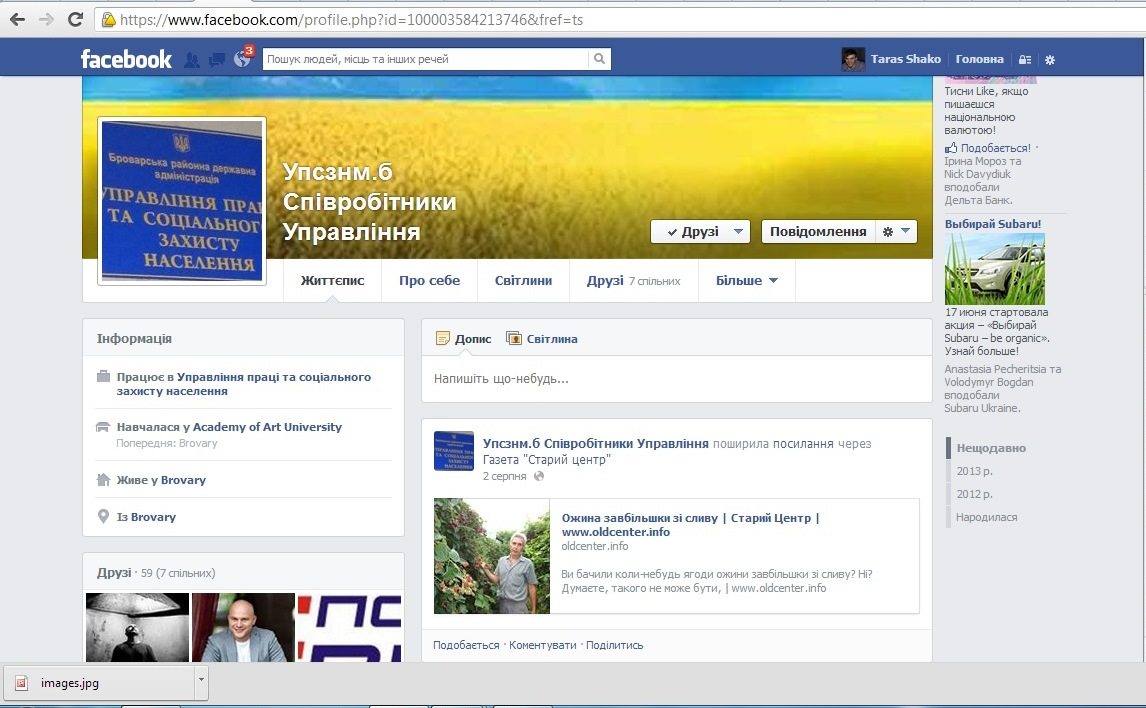 https://www.facebook.com/profile.php?id=100003584213746&fref=ts
facebook
3
Пошук людей, місць та інших речей
Taras Shako
Головна
Броварська районна державна
адміністрація
УПРАВЛІННЯ ПРАЦ
ТА СОЦІАЛЬНОГ
ЗАХИСТУ
НАСЕЛЕННЯ
Упсзнм.б
Співробітники
Управління
✓ Друзі
Повідомлення
Життєпис
Про себе
Світлини
Друзі 7 спільних
Більше
Інформація
Працює в Управління праці та соціального
захисту населення
Навчалася у Academy of Art University
Попередня: Brovary
Живе у Brovary
Із Brovary
Друзі · 59 (7 спільних)
Допис
Світлина
Напишіть що-небудь...
Упсзнм.б Співробітники Управління поширила посилання через
Газета "Старий центр"
2 серпня
Ожина завбільшки зі сливу | Старий Центр |
www.oldcenter.info
oldcenter.info
Ви бачили коли-небудь ягоди ожини завбільшки зі сливу? Ні?
Думаєте, такого не може бути, | www.oldcenter.info
Подобається · Коментувати · Поділитись
Тисни Like, якщо
пишаєшся
національною
валютою!
Подобається! ·
Ірина Мороз та
Nick Davydiuk
вподобали
Дельта Банк.
Выбирай Subaru!
17 июня стартовала
акция – «Выбирай
Subaru – be organic».
Узнай больше!
Anastasia Pecheritsia та
Volodymyr Bogdan
вподобали
Subaru Ukraine.
Нещодавно
2013 р.
2012 р.
Народилася
images.jpg